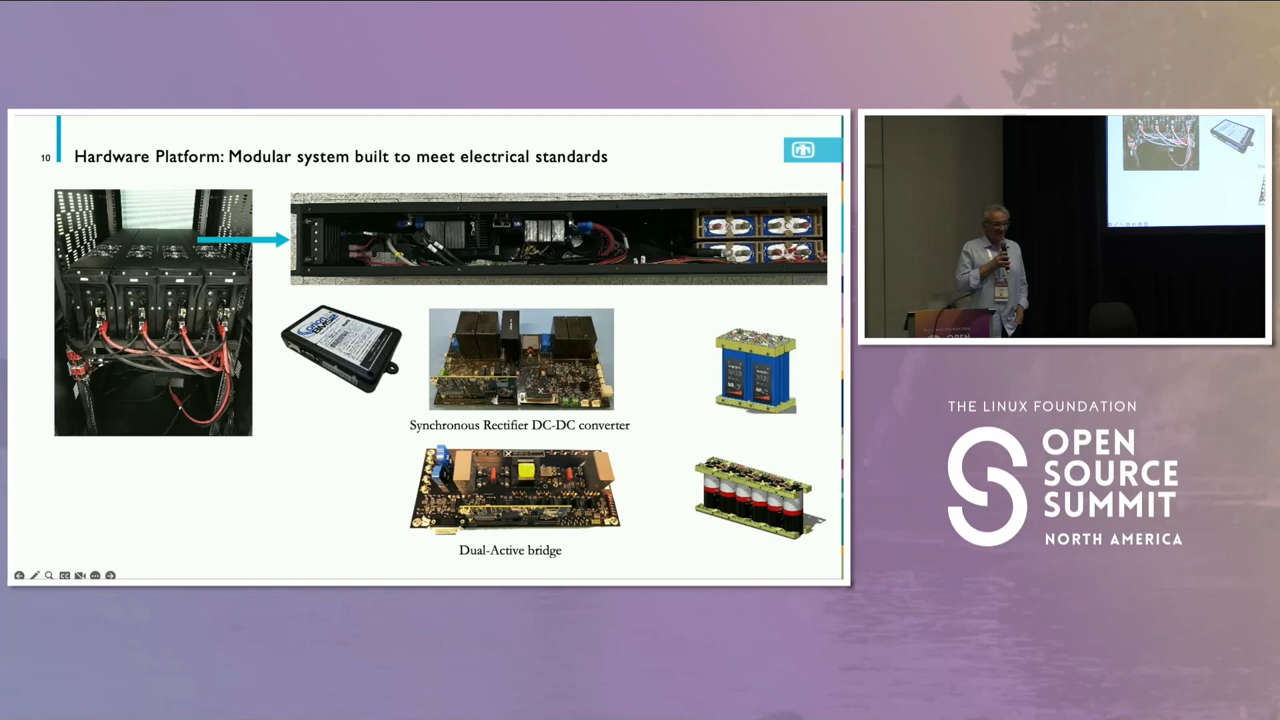 10
Hardware Platform: Modular system built to meet electrical standards
Synchronous Rectifier DC-DC converter
Dual-Active bridge
THE LINUX FOUNDATION
OPEN
SOURCE
SUMMIT
NORTH AMERICA